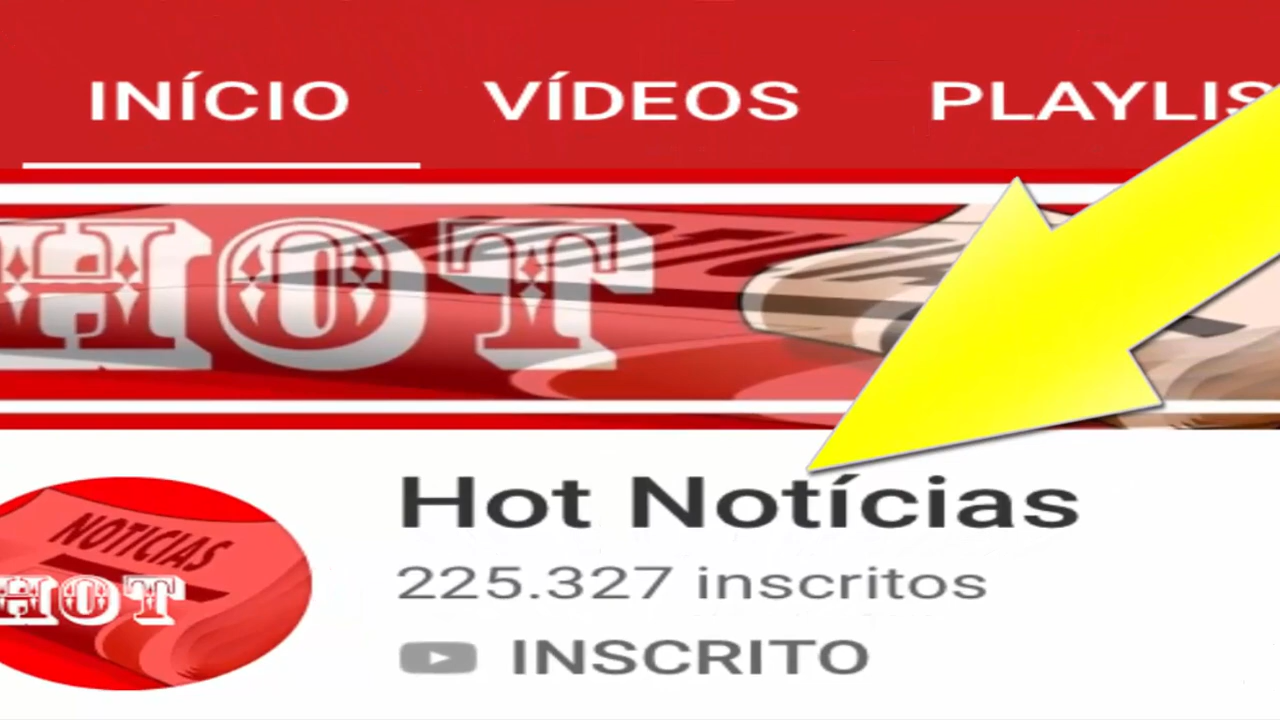 INÍCIO VÍDEOS PLAYLIS
HOT
Hot Notícias
NOTICIAS
HOT
225.327 inscritos
INSCRITO